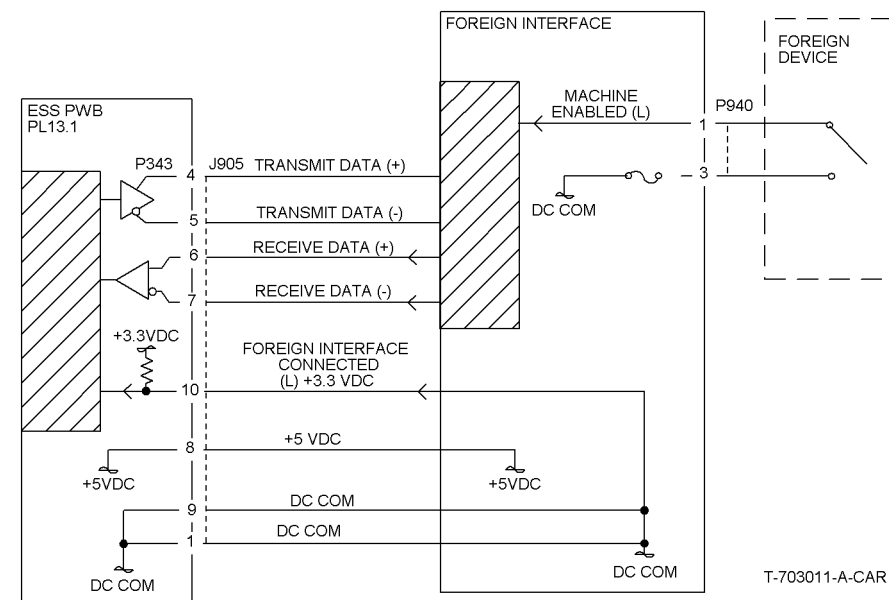 FOREIGN INTERFACE
FOREIGN
DEVICE
MACHINE
ENABLED (L)
P940
1
3
DC COM
ESS PWB
PL13.1
P343
J905
4
TRANSMIT DATA (+)
5
TRANSMIT DATA (-)
6
RECEIVE DATA (+)
7
RECEIVE DATA (-)
+3.3VDC
FOREIGN INTERFACE
CONNECTED
(L) +3.3 VDC
10
8
+5 VDC
+5VDC
+5VDC
9
DC COM
1
DC COM
DC COM
DC COM
T-703011-A-CAR